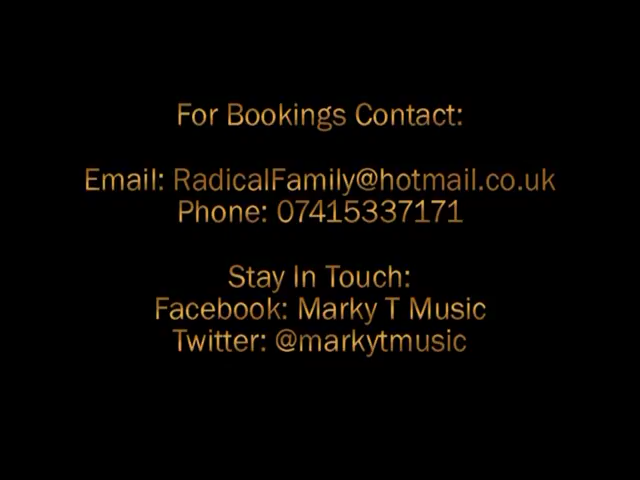 For Bookings Contact:
Email: RadicalFamily@hotmail.co.uk
Phone: 07415337171
Stay In Touch:
Facebook: Marky T Music
Twitter: @markytmusic